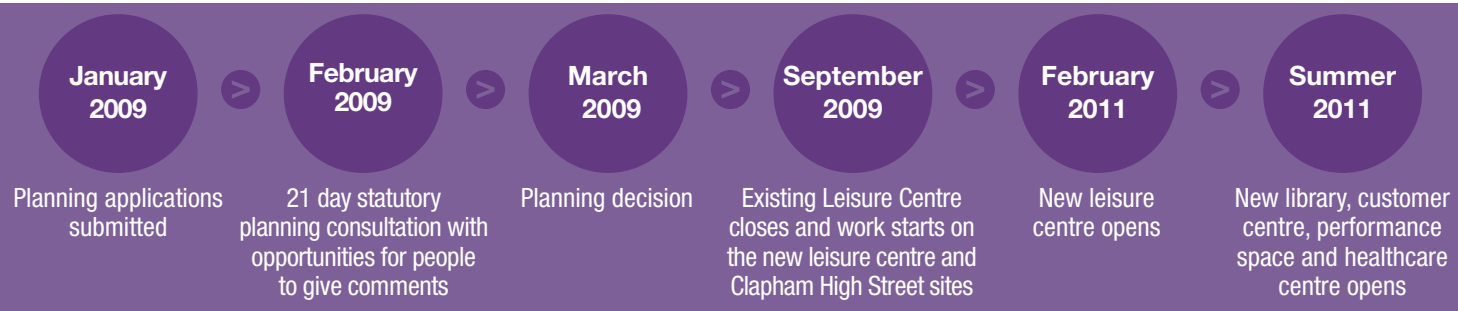 January
2009
>
February
2009
>
March
2009
>
September
2009
>
February
2011
>
Summer
2011
Planning applications
submitted
21 day statutory
planning consultation with
opportunities for people
to give comments
Planning decision
Existing Leisure Centre
closes and work starts on
the new leisure centre and
Clapham High Street sites
New leisure
centre opens
New library, customer
centre, performance
space and healthcare
centre opens